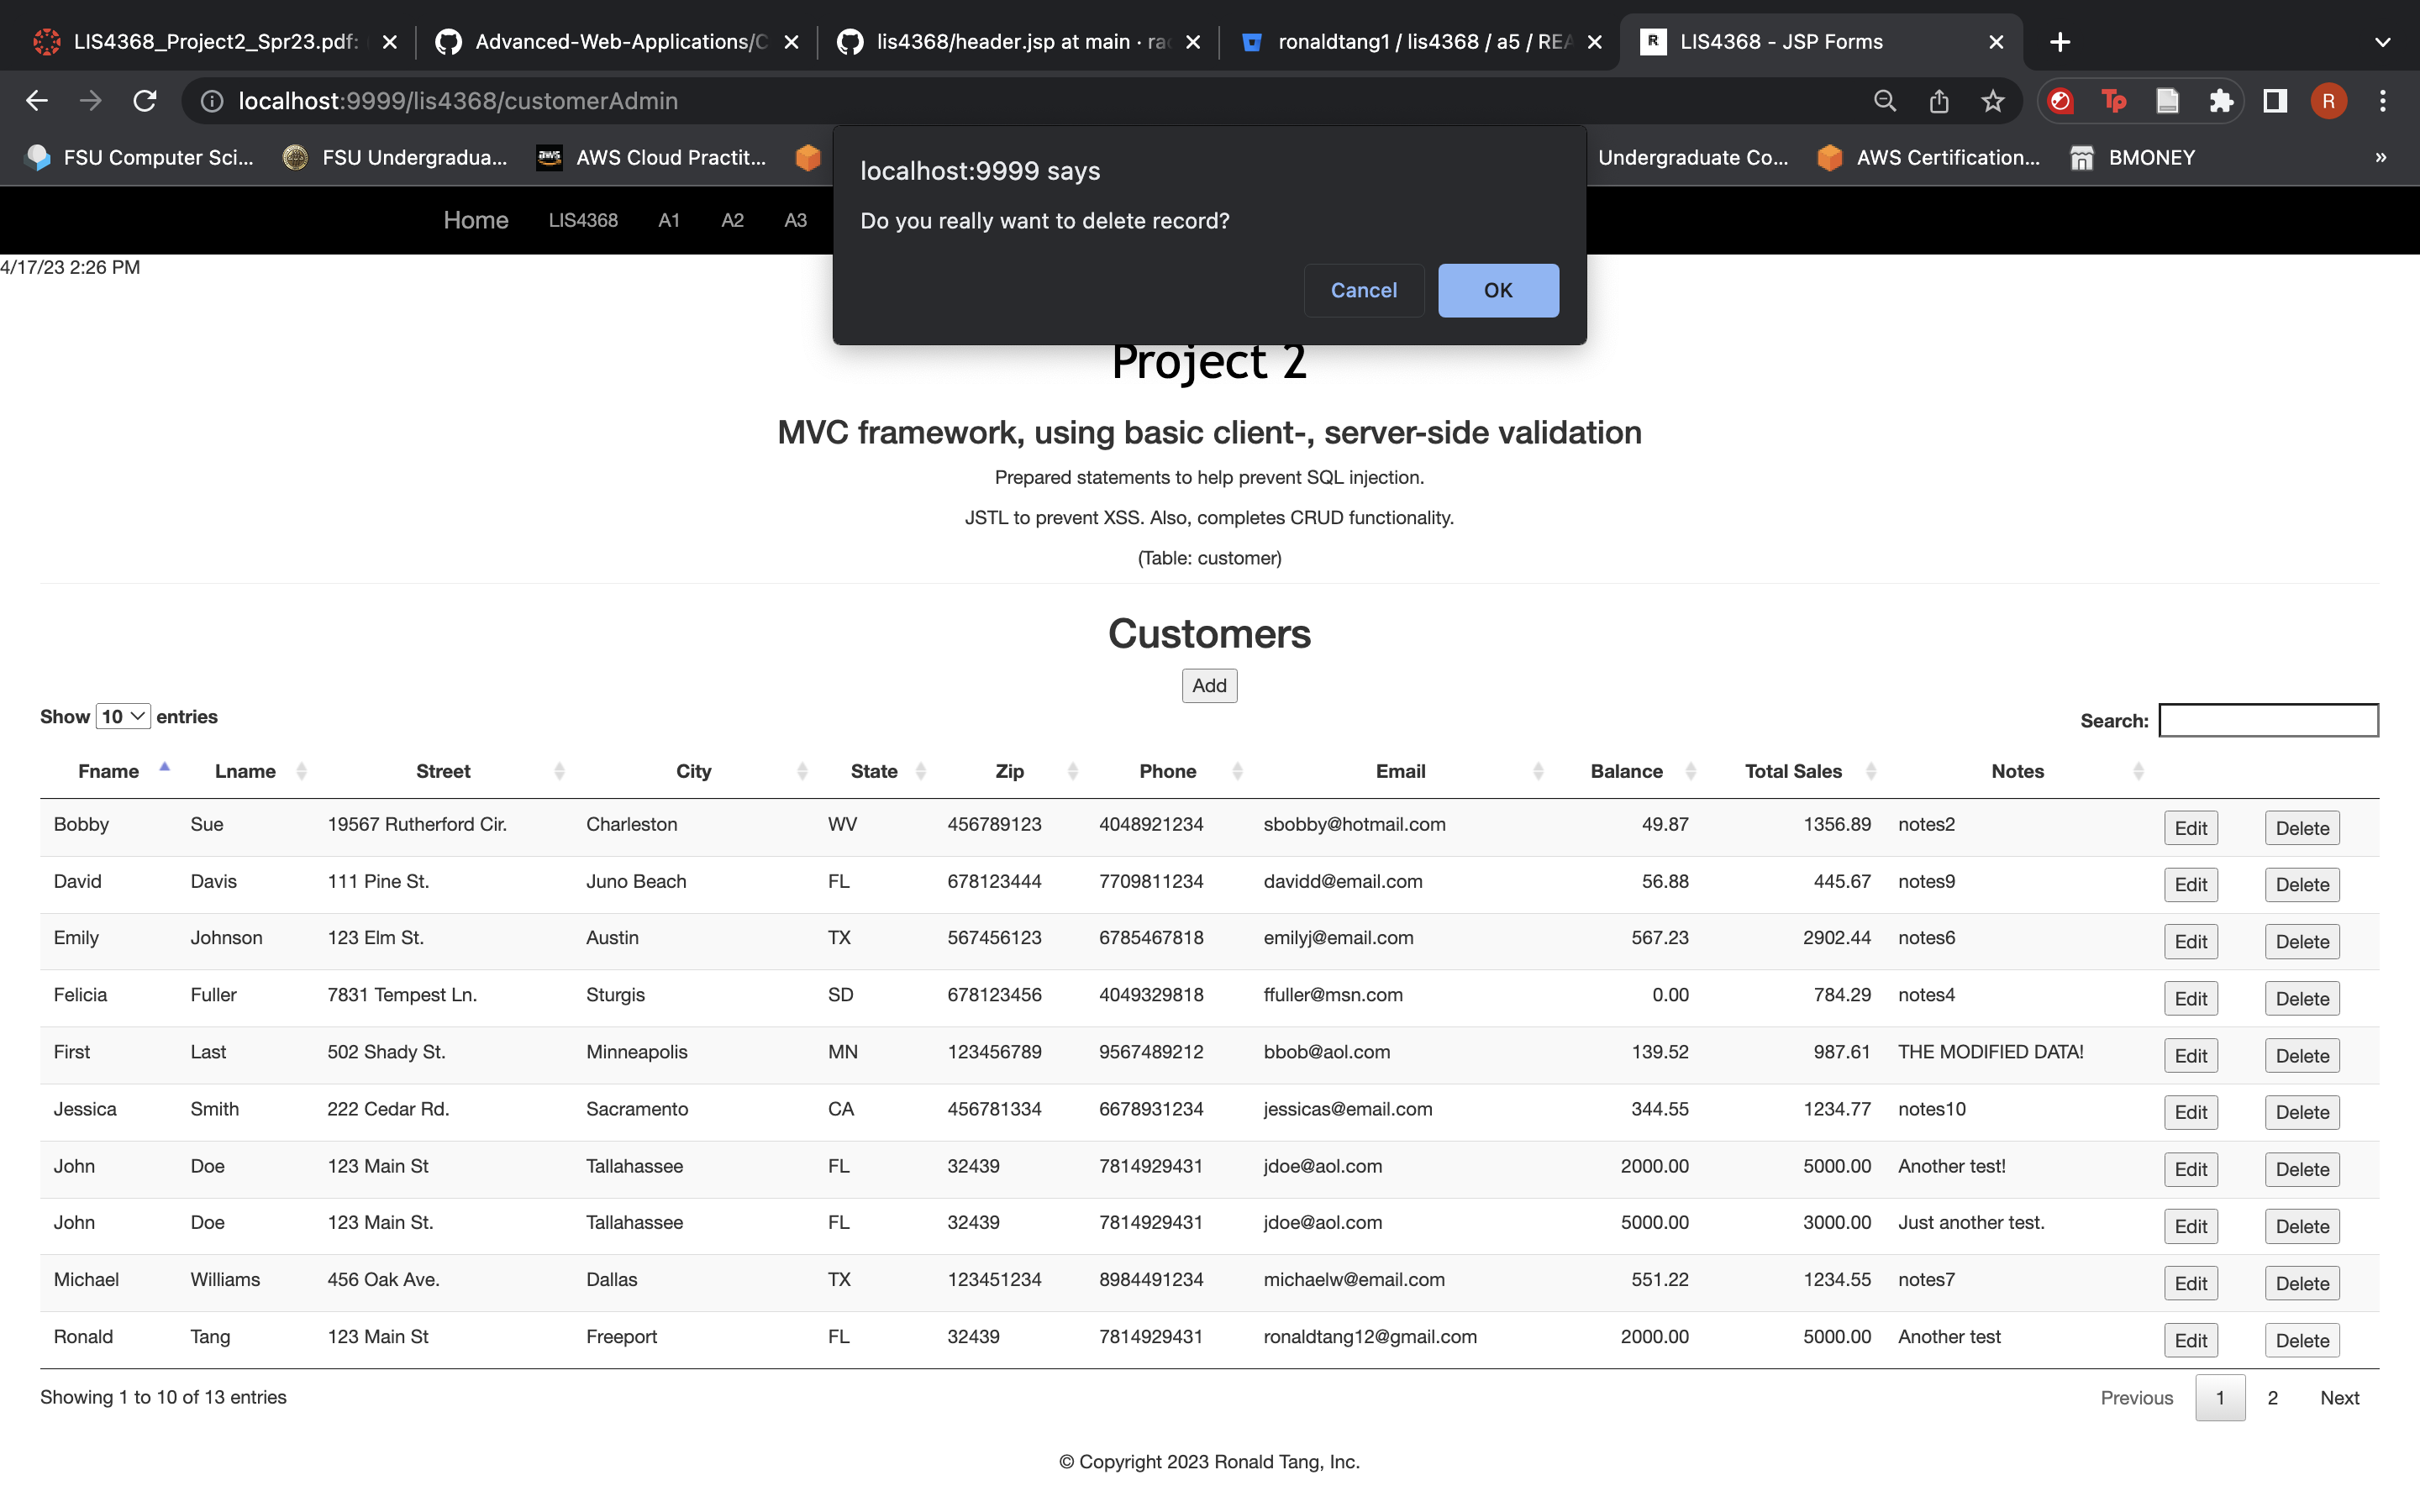 LIS4368_Project2_Spr23.pdf: Advanced-Web-Applications/C lis4368/header.jsp at main · rac ronaldtang1 / lis4368 / a5 / REA R LIS4368 - JSP Forms
localhost:9999/lis4368/customerAdmin Tp R
FSU Computer Sci... FSU Undergradua... aws AWS Cloud Practit... Undergraduate Co... AWS Certification... BMONEY »
localhost:9999 says
Do you really want to delete record?
Cancel OK
Home LIS4368 A1 A2 A3
4/17/23 2:26 PM
Project 2
MVC framework, using basic client-, server-side validation
Prepared statements to help prevent SQL injection.
JSTL to prevent XSS. Also, completes CRUD functionality.
(Table: customer)
Customers
Add
Show 10 entries Search:
Fname Lname Street City State Zip Phone Email Balance Total Sales Notes
Bobby Sue 19567 Rutherford Cir. Charleston WV 456789123 4048921234 sbobby@hotmail.com 49.87 1356.89 notes2 Edit Delete
David Davis 111 Pine St. Juno Beach FL 678123444 7709811234 davidd@email.com 56.88 445.67 notes9 Edit Delete
Emily Johnson 123 Elm St. Austin TX 567456123 6785467818 emilyj@email.com 567.23 2902.44 notes6 Edit Delete
Felicia Fuller 7831 Tempest Ln. Sturgis SD 678123456 4049329818 ffuller@msn.com 0.00 784.29 notes4 Edit Delete
First Last 502 Shady St. Minneapolis MN 123456789 9567489212 bbob@aol.com 139.52 987.61 THE MODIFIED DATA! Edit Delete
Jessica Smith 222 Cedar Rd. Sacramento CA 456781334 6678931234 jessicas@email.com 344.55 1234.77 notes10 Edit Delete
John Doe 123 Main St Tallahassee FL 32439 7814929431 jdoe@aol.com 2000.00 5000.00 Another test! Edit Delete
John Doe 123 Main St. Tallahassee FL 32439 7814929431 jdoe@aol.com 5000.00 3000.00 Just another test. Edit Delete
Michael Williams 456 Oak Ave. Dallas TX 123451234 8984491234 michaelw@email.com 551.22 1234.55 notes7 Edit Delete
Ronald Tang 123 Main St Freeport FL 32439 7814929431 ronaldtang12@gmail.com 2000.00 5000.00 Another test Edit Delete
Showing 1 to 10 of 13 entries Previous 1 2 Next
© Copyright 2023 Ronald Tang, Inc.